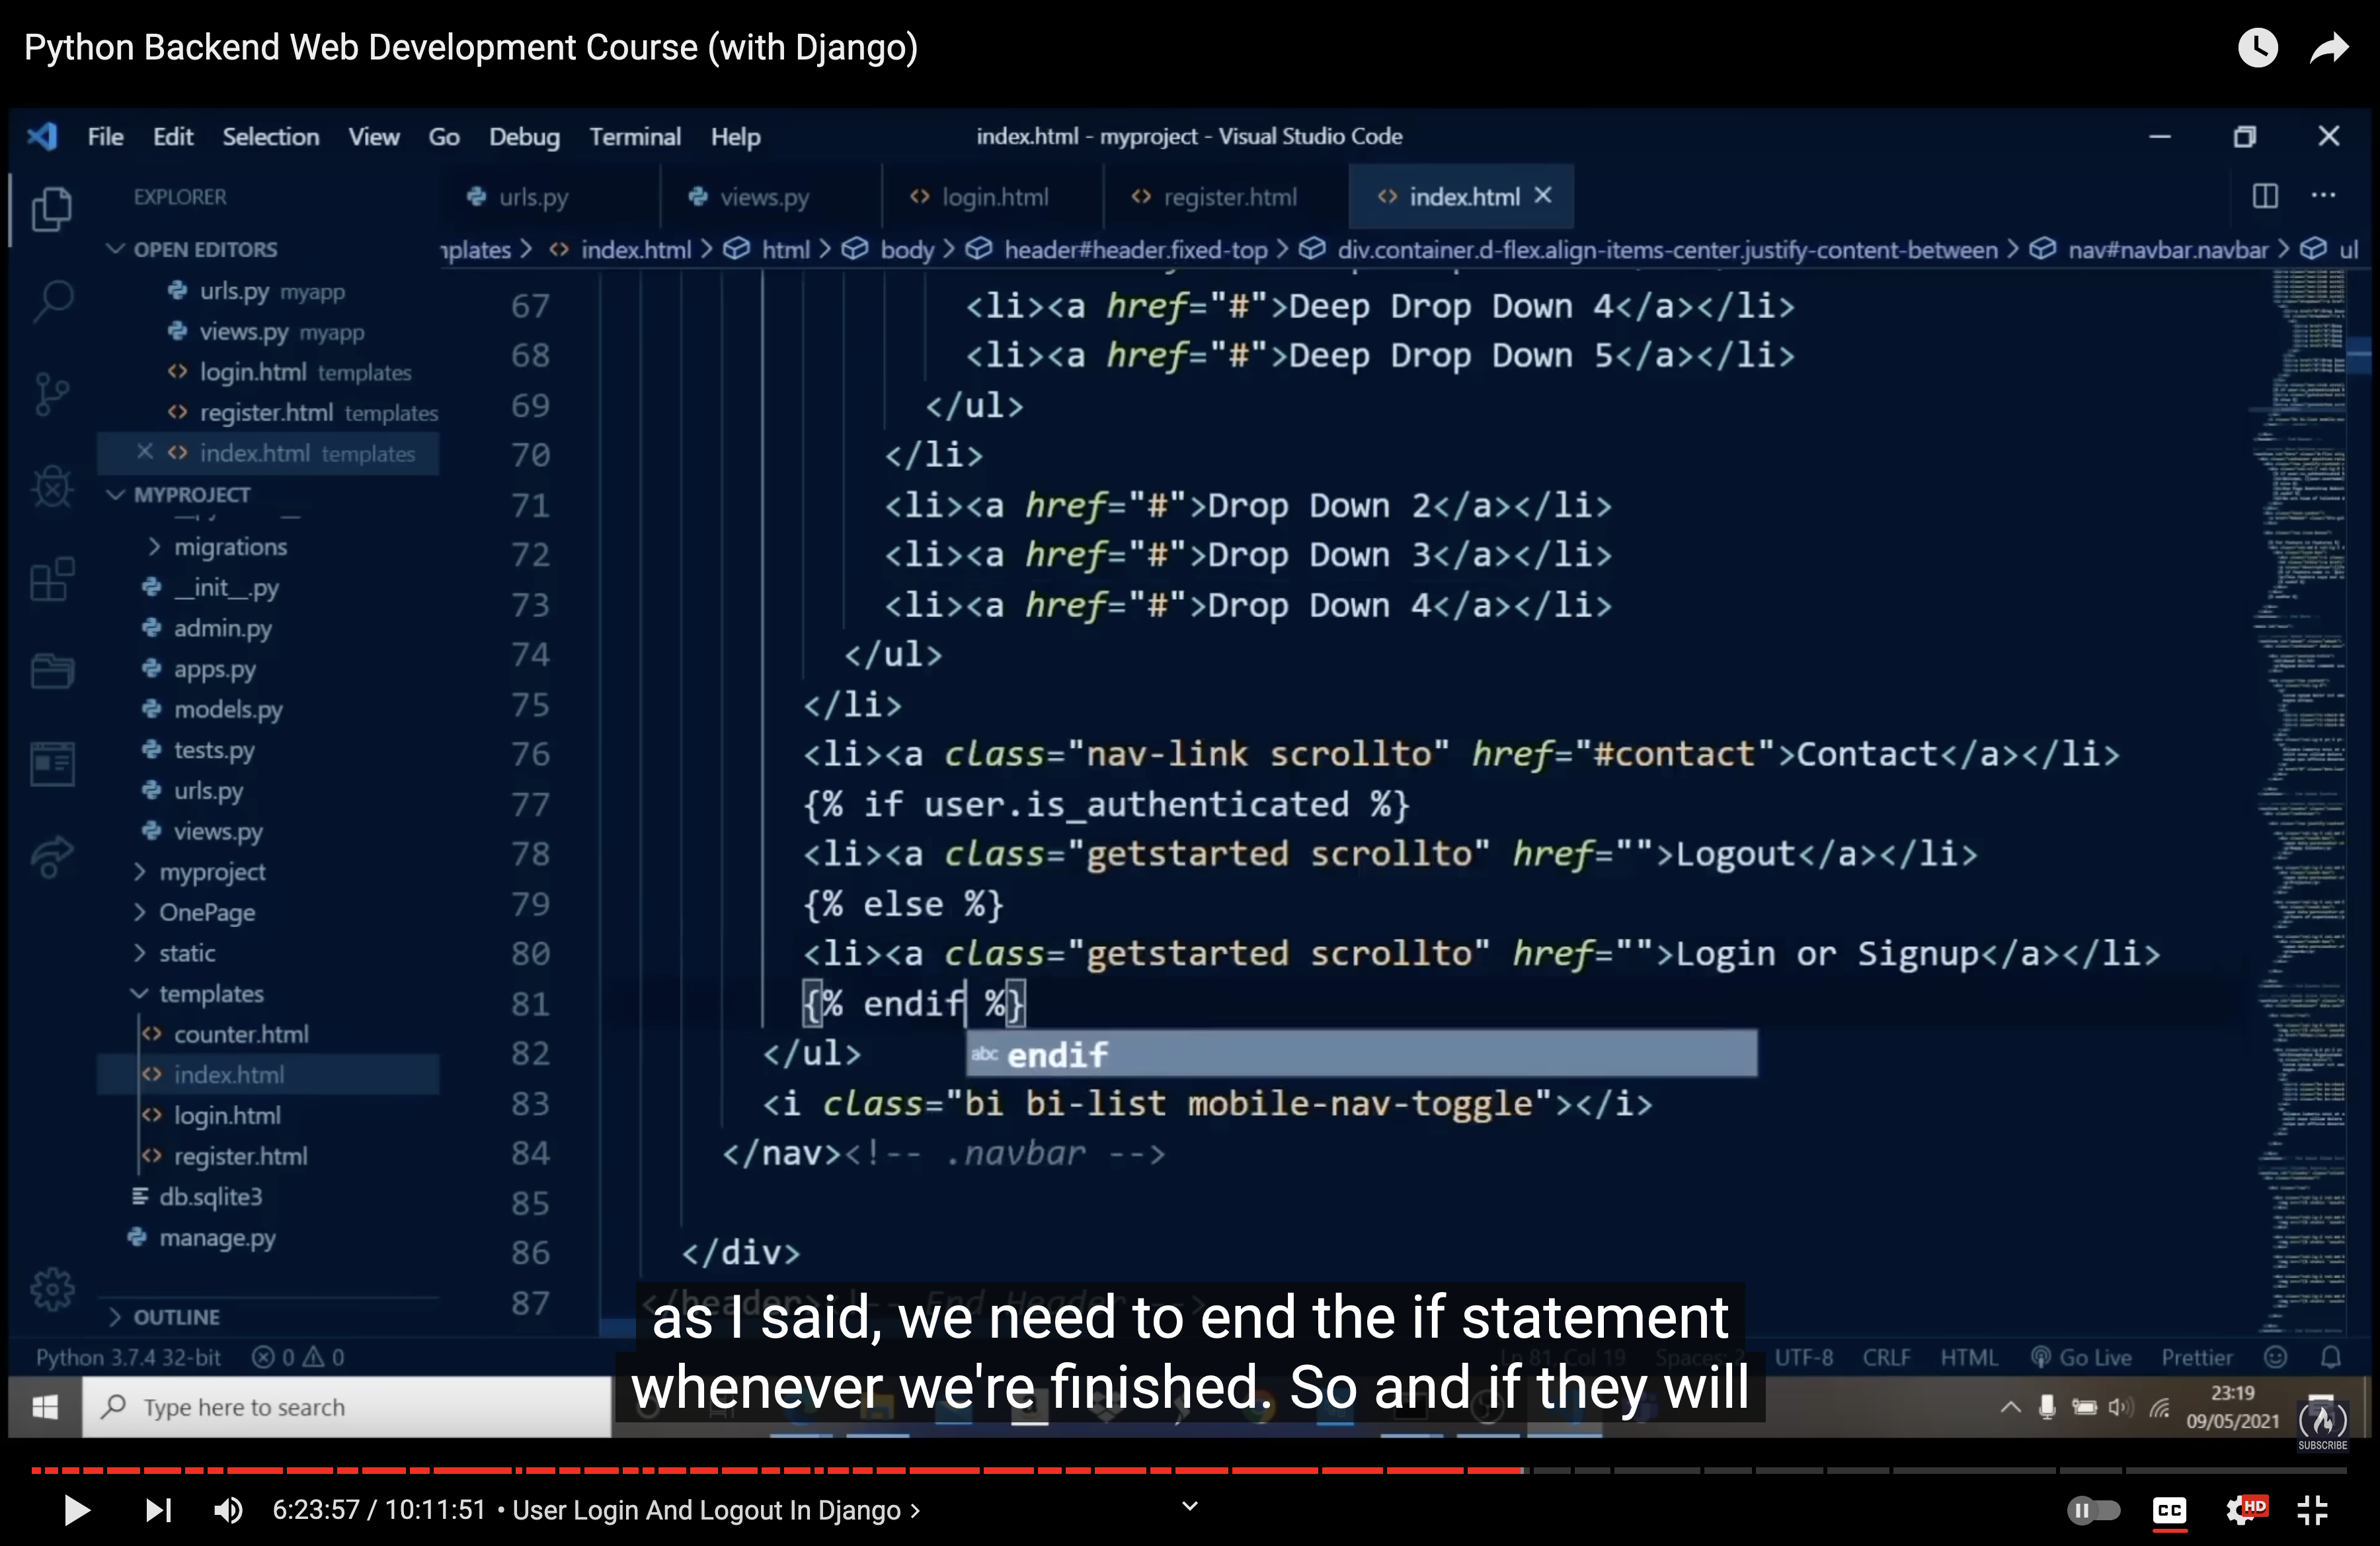 Python Backend Web Development Course (with Django)
File Edit Selection View Go Debug Terminal Help
index.html - myproject - Visual Studio Code
EXPLORER
urls.py
views.py
login.html
register.html
index.html
OPEN EDITORS
index.html > html > body > header#header.fixed-top > div.container.d-flex.align-items-center.justify-content-between > nav#navbar.navbar > ul
urls.py myapp
views.py myapp
login.html templates
register.html templates
index.html templates
MYPROJECT
migrations
__init__.py
admin.py
apps.py
models.py
tests.py
urls.py
views.py
myproject
OnePage
static
templates
counter.html
index.html
login.html
register.html
db.sqlite3
manage.py
OUTLINE
67 <li><a href="#">Deep Drop Down 4</a></li>
68 <li><a href="#">Deep Drop Down 5</a></li>
69 </ul>
70 </li>
71 <li><a href="#">Drop Down 2</a></li>
72 <li><a href="#">Drop Down 3</a></li>
73 <li><a href="#">Drop Down 4</a></li>
74 </ul>
75 </li>
76 <li><a class="nav-link scrollto" href="#contact">Contact</a></li>
77 {% if user.is_authenticated %}
78 <li><a class="getstarted scrollto" href="">Logout</a></li>
79 {% else %}
80 <li><a class="getstarted scrollto" href="">Login or Signup</a></li>
81 {% endif %}
abc endif
82 </ul>
83 <i class="bi bi-list mobile-nav-toggle"></i>
84 </nav><!-- .navbar -->
85
86 </div>
87
as I said, we need to end the if statement
whenever we're finished. So and if they will
Python 3.7.4 32-bit 0 0
UTF-8 CRLF HTML Go Live Prettier
Type here to search
23:19
09/05/2021
SUBSCRIBE
6:23:57 / 10:11:51 • User Login And Logout In Django >
CC
HD